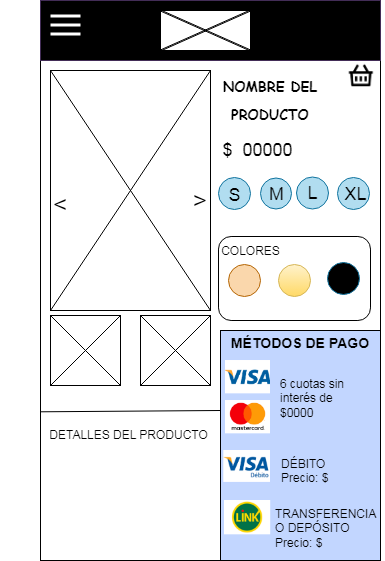 NOMBRE DEL
PRODUCTO
$ 00000
< >
S M L XL
COLORES
MÉTODOS DE PAGO
VISA
6 cuotas sin
interés de
$0000
mastercard
VISA
Débito
DÉBITO
Precio: $
LINK
TRANSFERENCIA
O DEPÓSITO
Precio: $
DETALLES DEL PRODUCTO